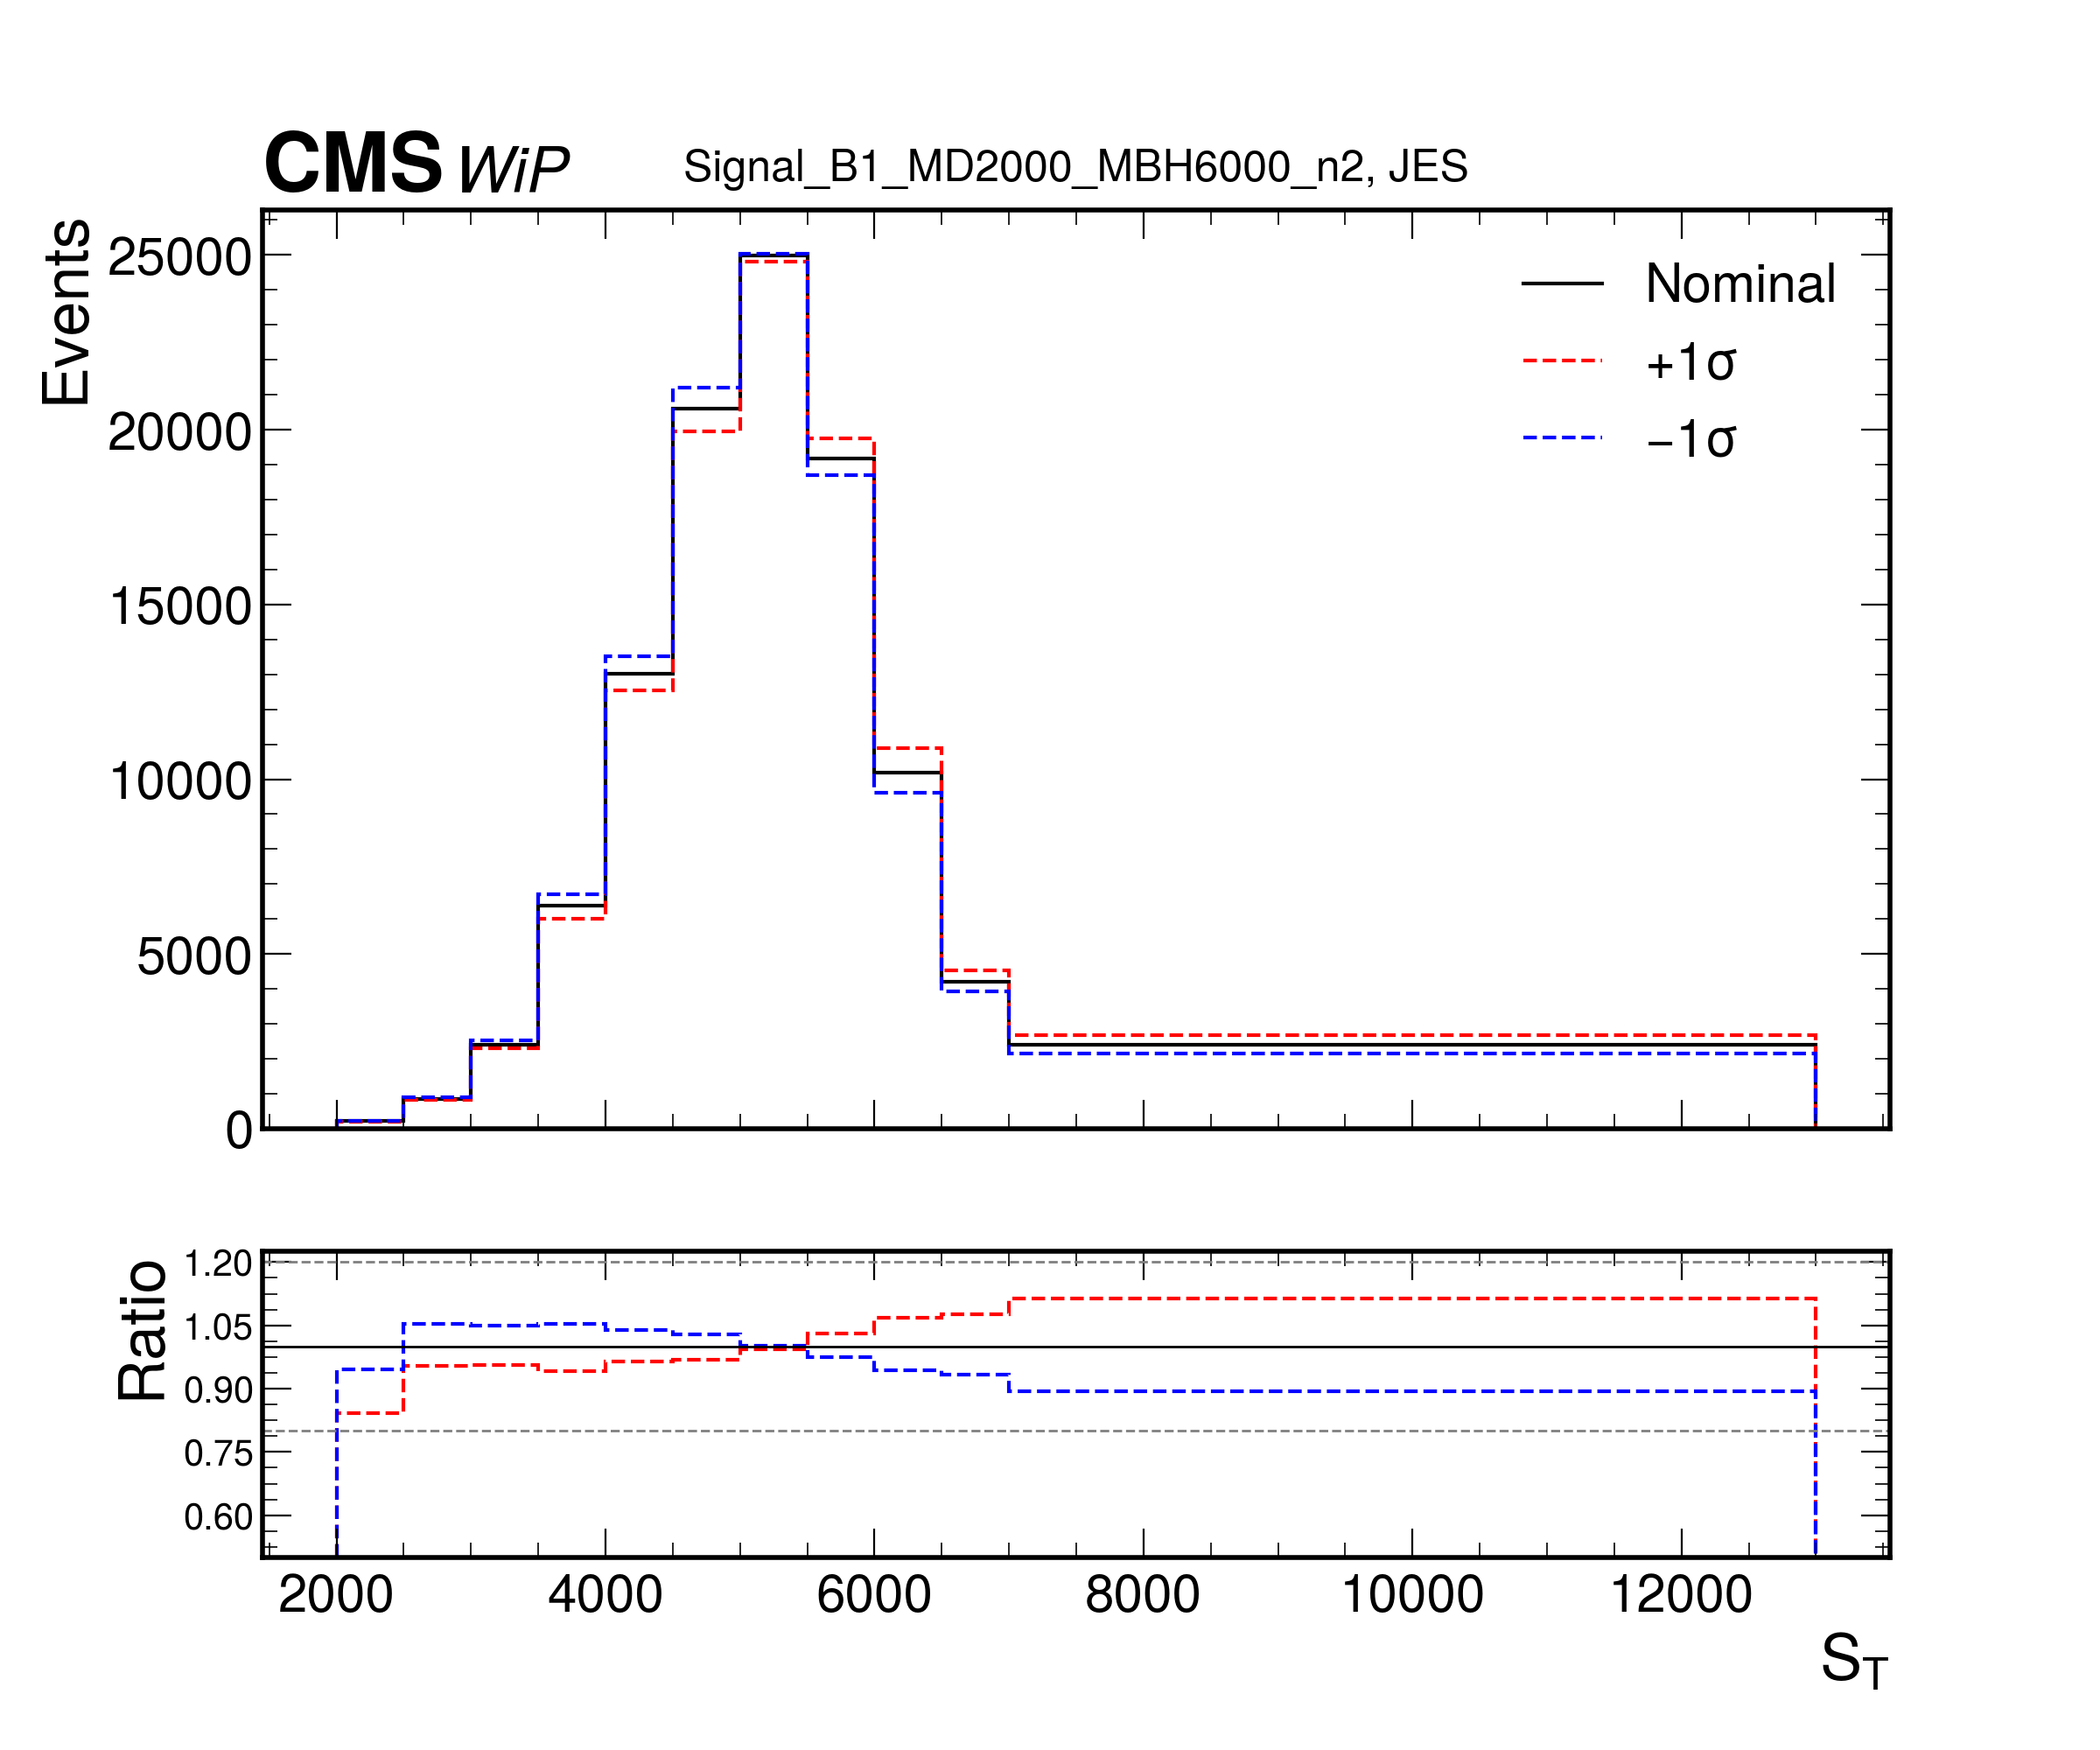 CMS WiP Signal_B1_MD2000_MBH6000_n2, JES
Events
25000
20000
15000
10000
5000
0
Nominal
+1σ
−1σ
Ratio
1.20
1.05
0.90
0.75
0.60
2000 4000 6000 8000 10000 12000
S_T